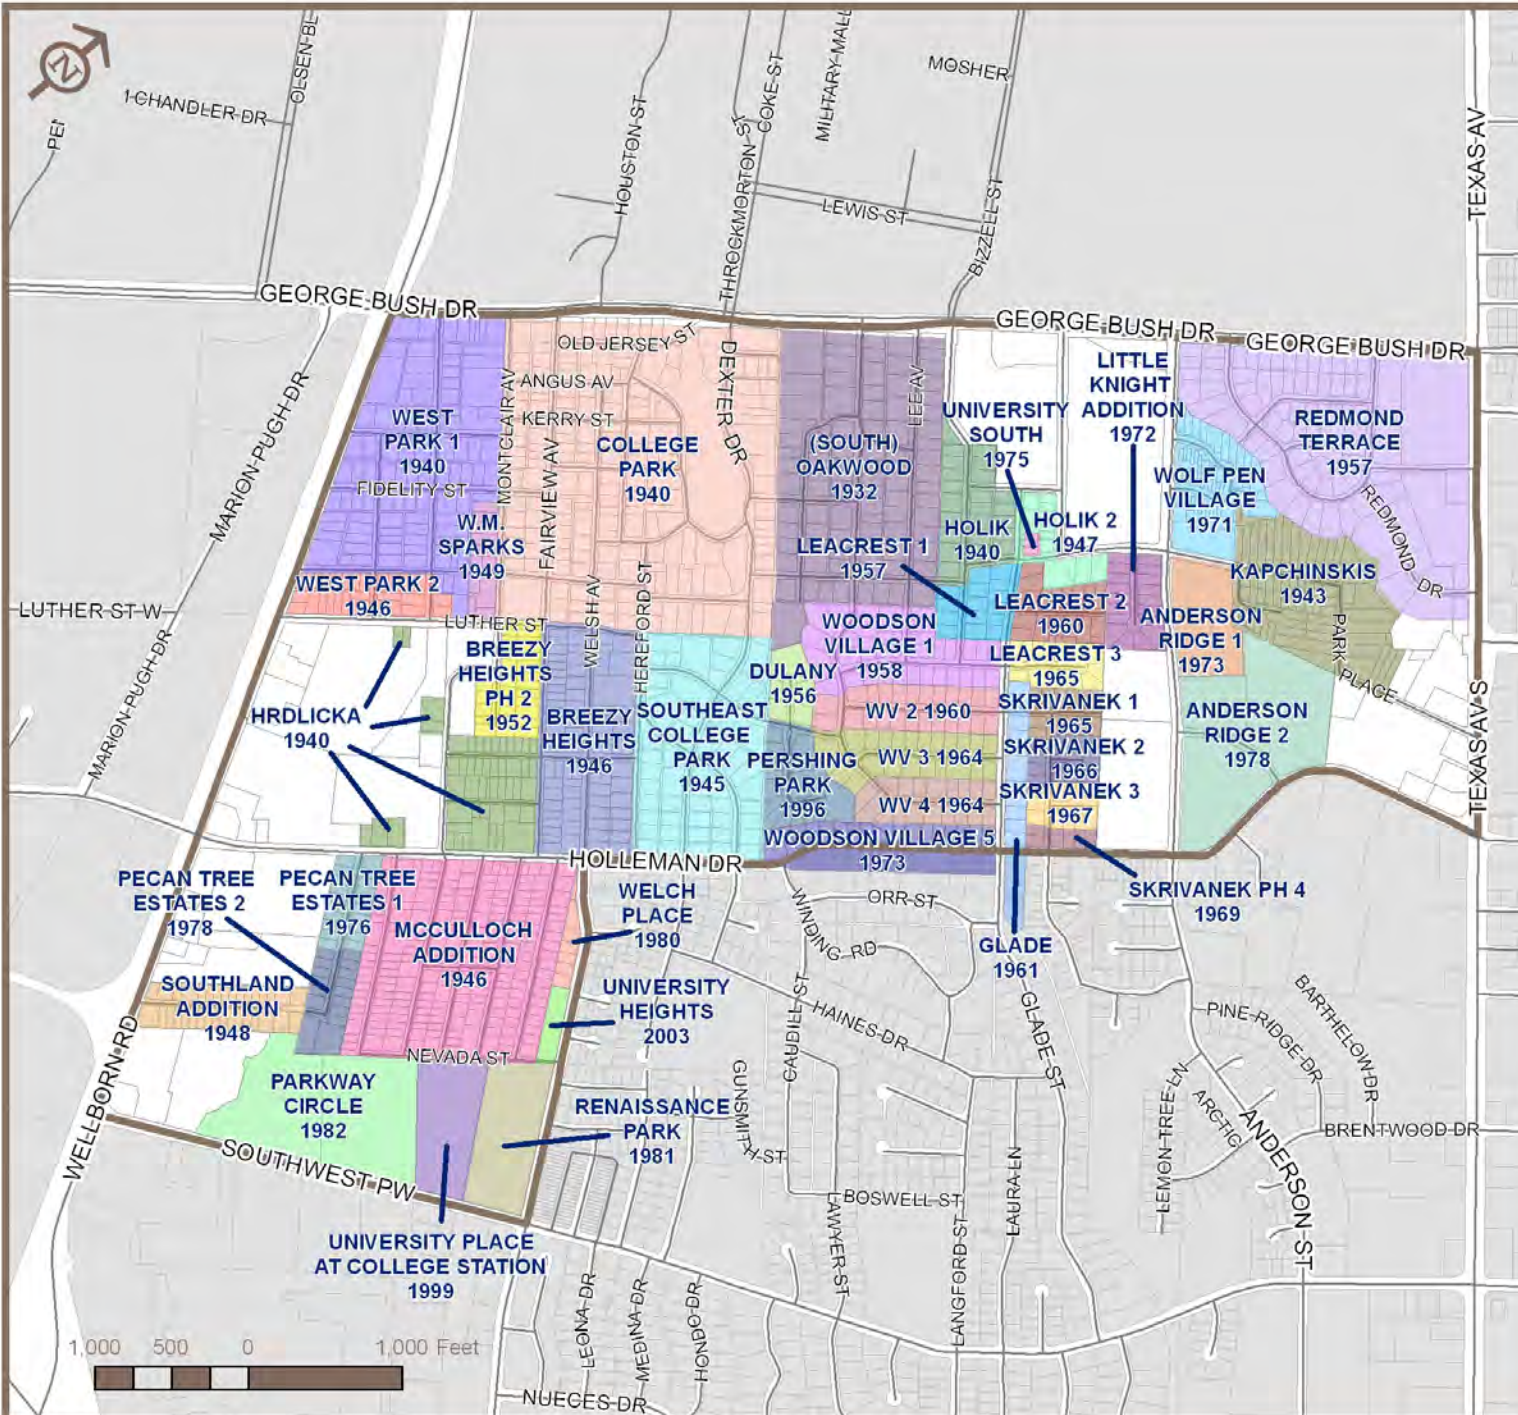 N
1 CHANDLER DR
OLSEN BL
PEN
HOUSTON ST
THROCKMORTON ST
COKE ST
MILITARY MALL
MOSHER
LEWIS ST
BIZZELL ST
TEXAS AV
GEORGE BUSH DR
GEORGE BUSH DR
GEORGE BUSH DR
MARION PUGH DR
OLD JERSEY ST
ANGUS AV
KERRY ST
MONTCLAIR AV
FAIRVIEW AV
DEXTER DR
LEE AV
WEST
PARK 1
1940
FIDELITY ST
COLLEGE
PARK
1940
(SOUTH)
OAKWOOD
1932
UNIVERSITY
SOUTH
1975
LITTLE
KNIGHT
ADDITION
1972
REDMOND
TERRACE
1957
WOLF PEN
VILLAGE
1971
REDMOND DR
W.M.
SPARKS
1949
HOLIK
1940
HOLIK 2
1947
LEACREST 1
1957
KAPCHINSKIS
1943
WEST PARK 2
1946
LUTHER ST W
LUTHER ST
WELSH AV
HEREFORD ST
LEACREST 2
1960
ANDERSON
RIDGE 1
1973
PARK PLACE
WOODSON
VILLAGE 1
1958
LEACREST 3
1965
DULANY
1956
BREEZY
HEIGHTS
PH 2
1952
MARION PUGH DR
HRDLICKA
1940
BREEZY
HEIGHTS
1946
SOUTHEAST
COLLEGE
PARK
1945
WV 2 1960
SKRIVANEK 1
1965
ANDERSON
RIDGE 2
1978
TEXAS AV S
PERSHING
PARK
1996
WV 3 1964
SKRIVANEK 2
1966
WV 4 1964
SKRIVANEK 3
1967
WOODSON VILLAGE 5
1973
HOLLEMAN DR
PECAN TREE
ESTATES 2
1978
PECAN TREE
ESTATES 1
1976
WELCH
PLACE
1980
ORR ST
WINDING RD
SKRIVANEK PH 4
1969
GLADE
1961
MCCULLOCH
ADDITION
1946
SOUTHLAND
ADDITION
1948
UNIVERSITY
HEIGHTS
2003
NEVADA ST
CAUDILL ST
HAINES DR
GLADE ST
PINE RIDGE DR
BARTHELOW DR
WELLBORN RD
PARKWAY
CIRCLE
1982
RENAISSANCE
PARK
1981
GUNSMITH ST
LEMON TREE LN
ARCTIC
ANDERSON ST
BRENTWOOD DR
SOUTHWEST PW
BOSWELL ST
LAWYER ST
LANGFORD ST
LAURA LN
UNIVERSITY PLACE
AT COLLEGE STATION
1999
LEONA DR
MEDINA DR
HONDO DR
NUECES DR
1,000 500 0 1,000 Feet